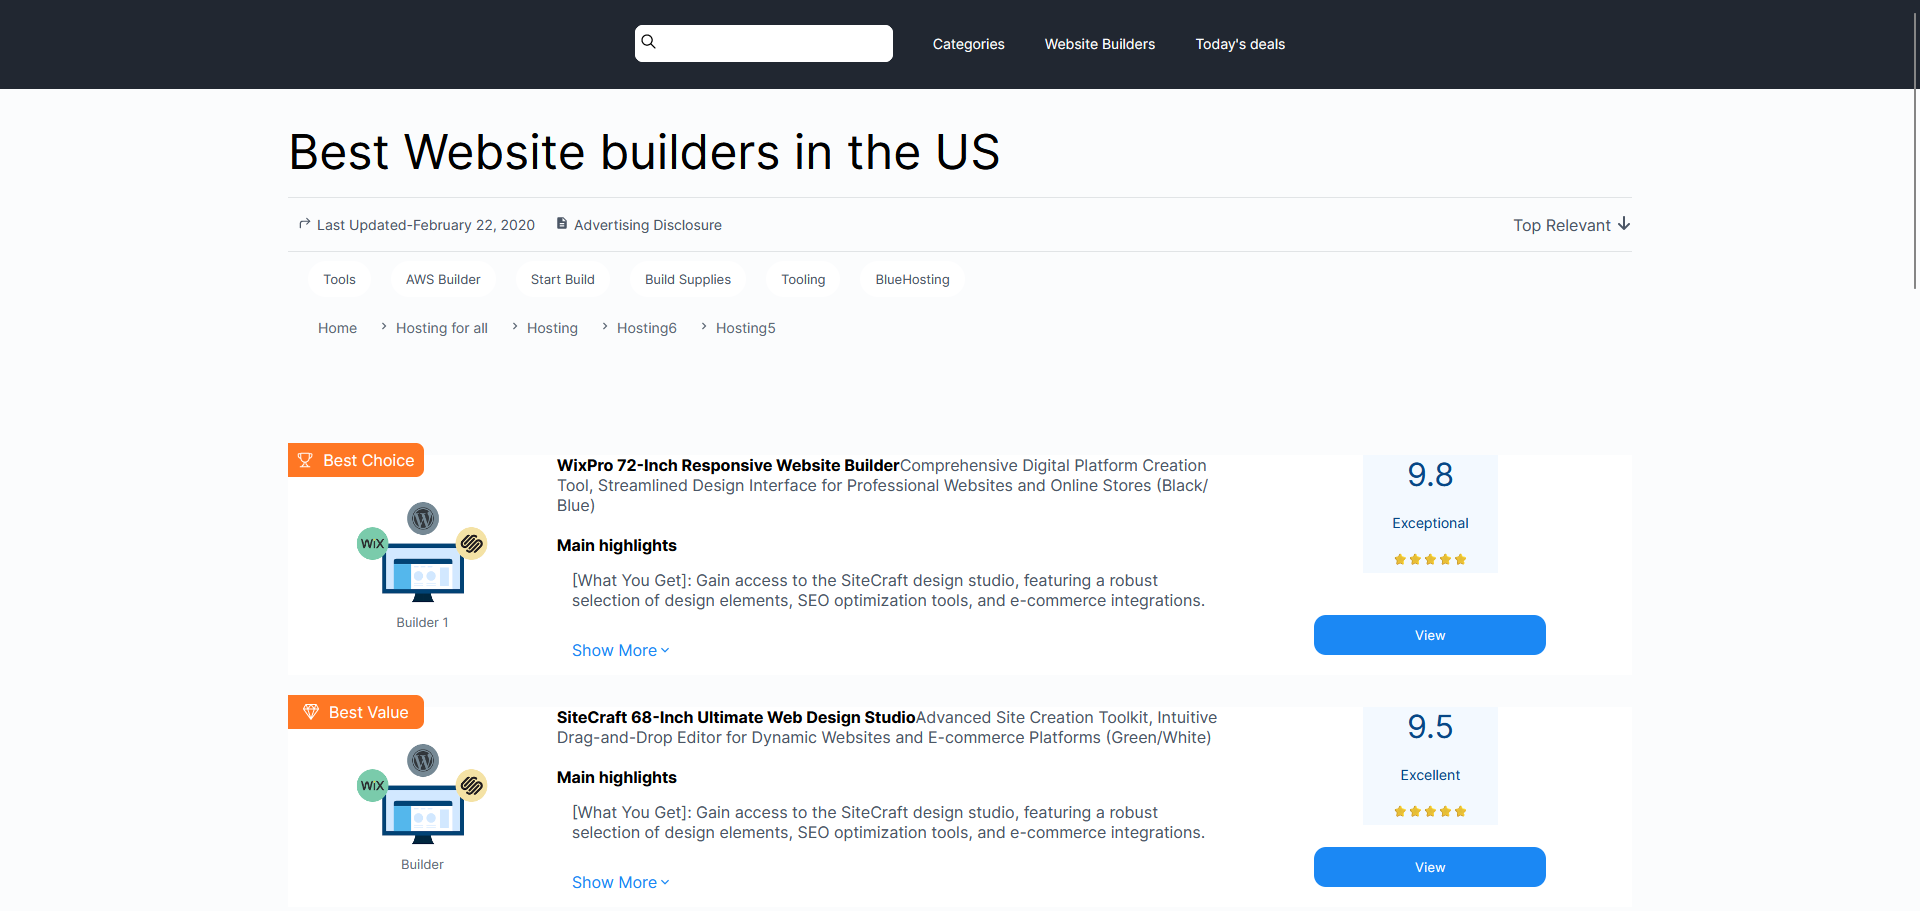 Categories
Website Builders
Today's deals
Best Website builders in the US
Last Updated-February 22, 2020
Advertising Disclosure
Top Relevant
Tools
AWS Builder
Start Build
Build Supplies
Tooling
BlueHosting
Home
Hosting for all
Hosting
Hosting6
Hosting5
Best Choice
WiX
Builder 1
WixPro 72-Inch Responsive Website BuilderComprehensive Digital Platform Creation
Tool, Streamlined Design Interface for Professional Websites and Online Stores (Black/
Blue)
Main highlights
[What You Get]: Gain access to the SiteCraft design studio, featuring a robust
selection of design elements, SEO optimization tools, and e-commerce integrations.
Show More
9.8
Exceptional
View
Best Value
WiX
Builder
SiteCraft 68-Inch Ultimate Web Design StudioAdvanced Site Creation Toolkit, Intuitive
Drag-and-Drop Editor for Dynamic Websites and E-commerce Platforms (Green/White)
Main highlights
[What You Get]: Gain access to the SiteCraft design studio, featuring a robust
selection of design elements, SEO optimization tools, and e-commerce integrations.
Show More
9.5
Excellent
View